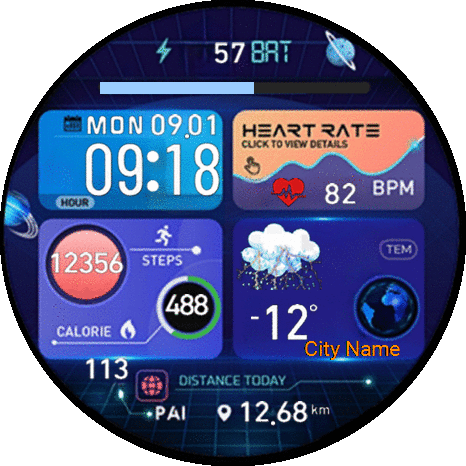 57 BAT
MON 09.01
09:18
HOUR
HEART RATE
CLICK TO VIEW DETAILS
82 BPM
12356
STEPS
488
CALORIE
TEM
-12°
City Name
113
DISTANCE TODAY
PAI
12.68 km